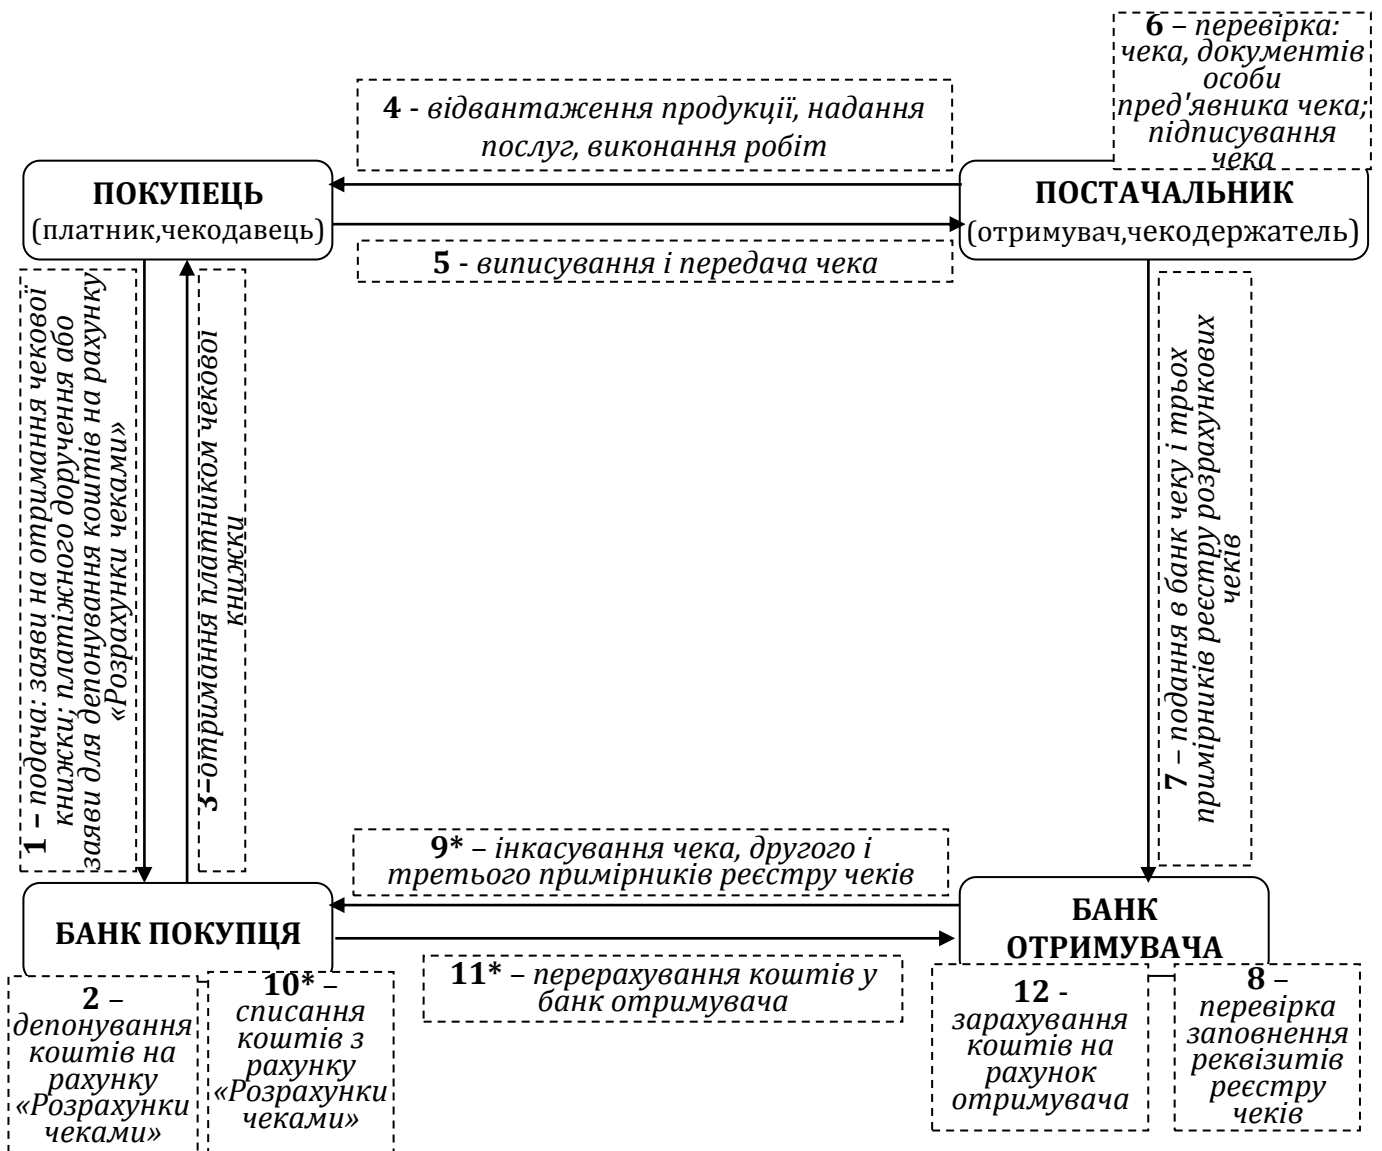 6 – перевірка:
чека, документів
особи
пред'явника чека;
підписування
чека
4 - відвантаження продукції, надання
послуг, виконання робіт
ПОКУПЕЦЬ
(платник,чекодавець)
ПОСТАЧАЛЬНИК
(отримувач,чекодержатель)
5 - виписування і передача чека
1 – подача: заяви на отримання чекової
книжки; платіжного доручення або
заяви для депонування коштів на рахунку
«Розрахунки чеками»
3–отримання платником чекової
книжки
7 – подання в банк чеку і трьох
примірників реєстру розрахункових
чеків
9* – інкасування чека, другого і
третього примірників реєстру чеків
БАНК ПОКУПЦЯ
БАНК
ОТРИМУВАЧА
11* – перерахування коштів у
банк отримувача
2 –
депонування
коштів на
рахунку
«Розрахунки
чеками»
10* –
списання
коштів з
рахунку
«Розрахунки
чеками»
12 -
зарахування
коштів на
рахунок
отримувача
8 –
перевірка
заповнення
реквізитів
реєстру
чеків